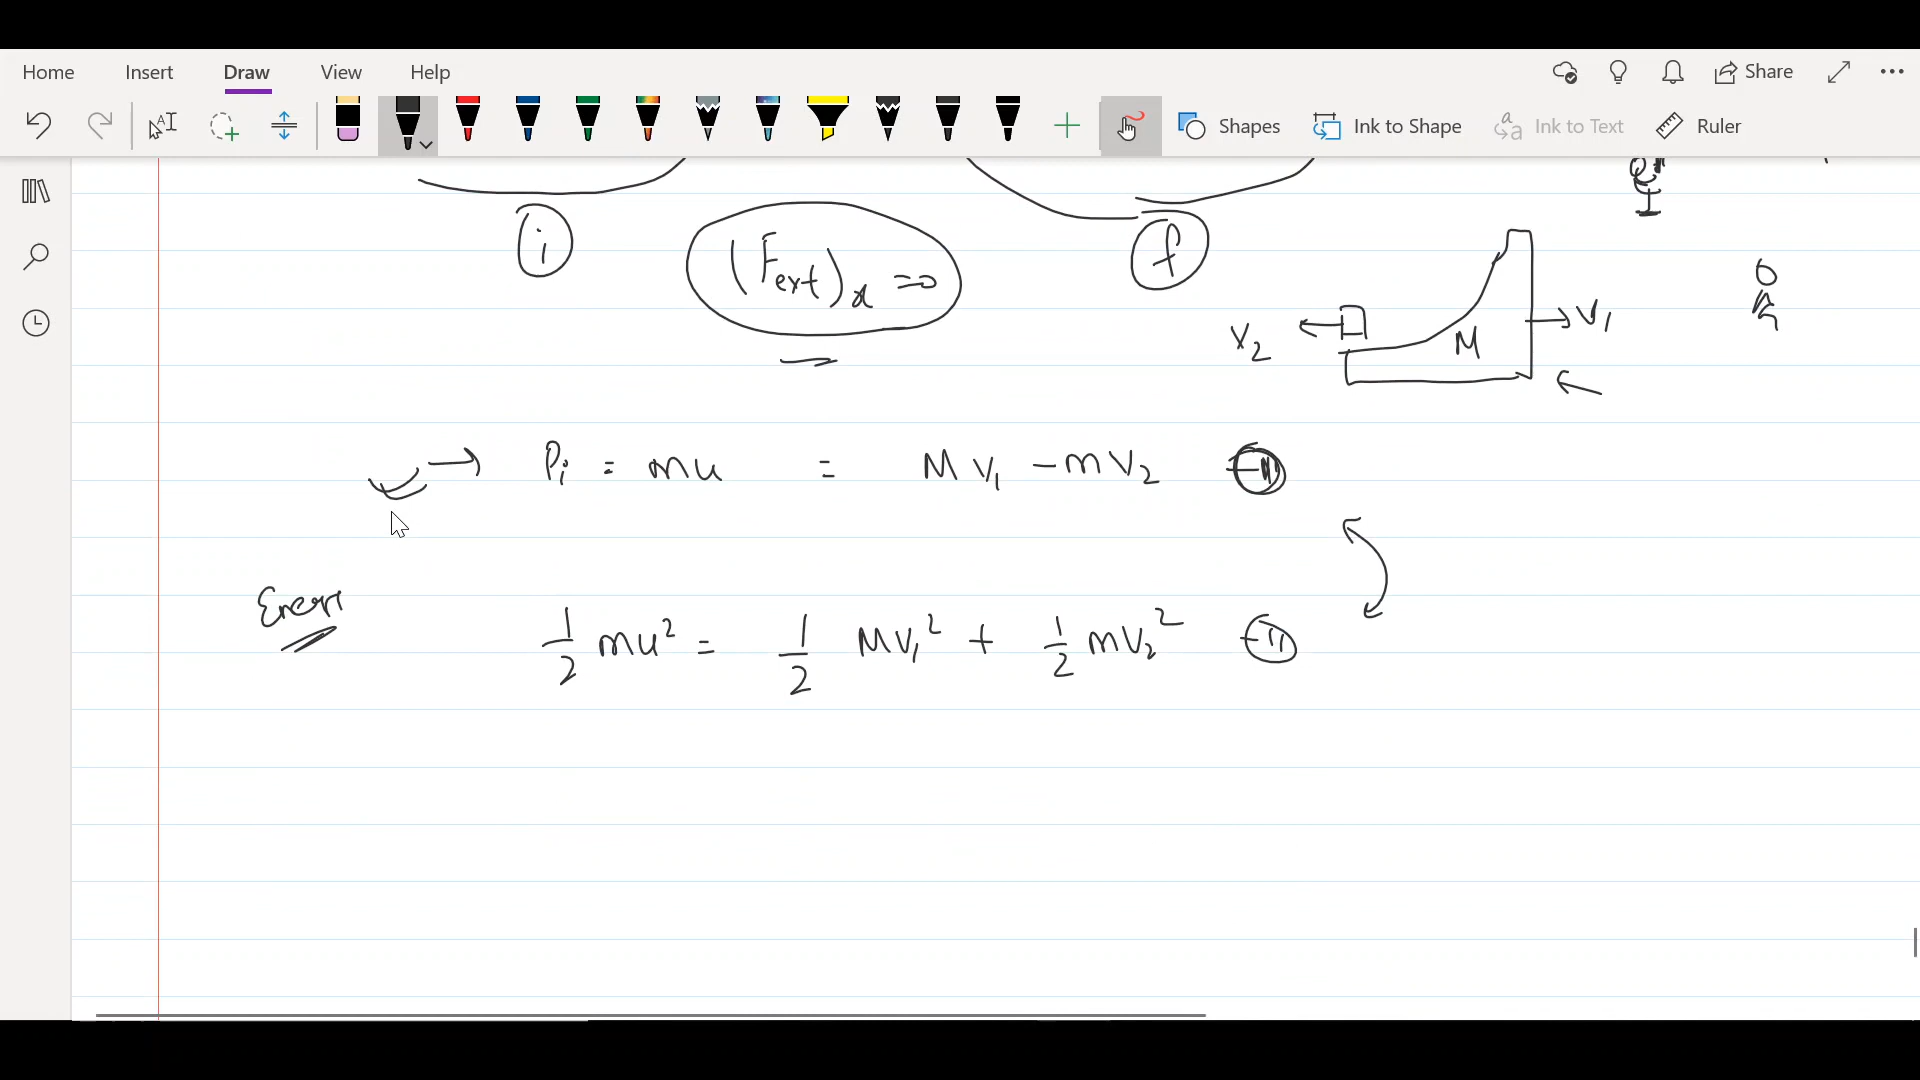 Home Insert Draw View Help Share
Shapes Ink to Shape Ink to Text Ruler
i
(Fext)x = 0
f
V2 M V1
Pi = mu = MV1 - mV2
1/2 mu² = 1/2 MV1² + 1/2 mV2² - II